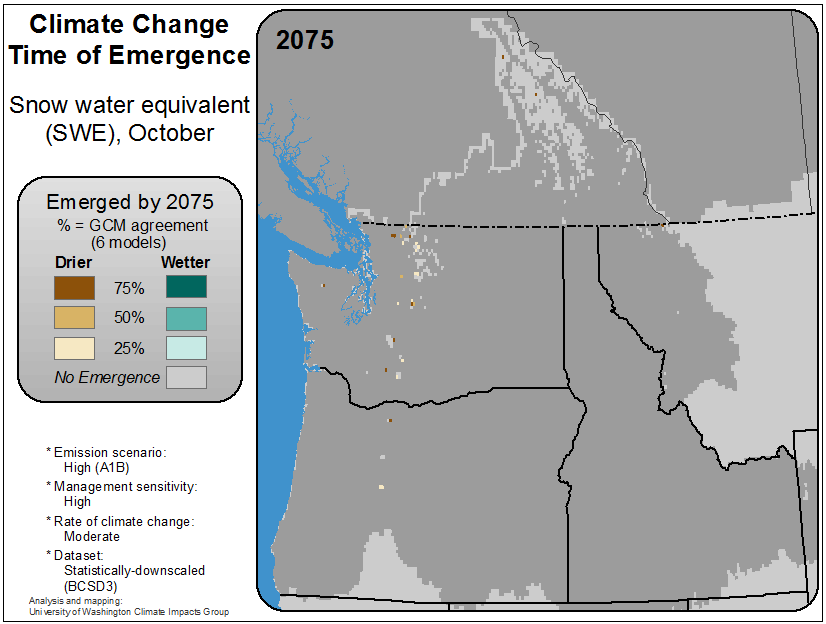 Climate Change
Time of Emergence
Snow water equivalent
(SWE), October
2075
Emerged by 2075
% = GCM agreement
(6 models)
Drier Wetter
75%
50%
25%
No Emergence
* Emission scenario:
High (A1B)
* Management sensitivity:
High
* Rate of climate change:
Moderate
* Dataset:
Statistically-downscaled
(BCSD3)
Analysis and mapping:
University of Washington Climate Impacts Group